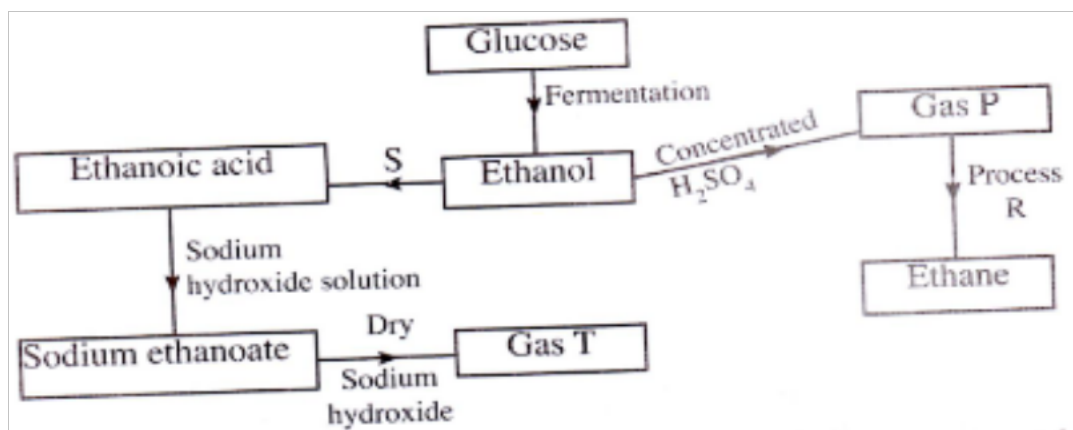 Glucose
Fermentation
Gas P
Concentrated
H₂SO₄
Ethanoic acid
S
Ethanol
Process
R
Sodium
hydroxide solution
Ethane
Sodium ethanoate
Dry
Sodium
hydroxide
Gas T